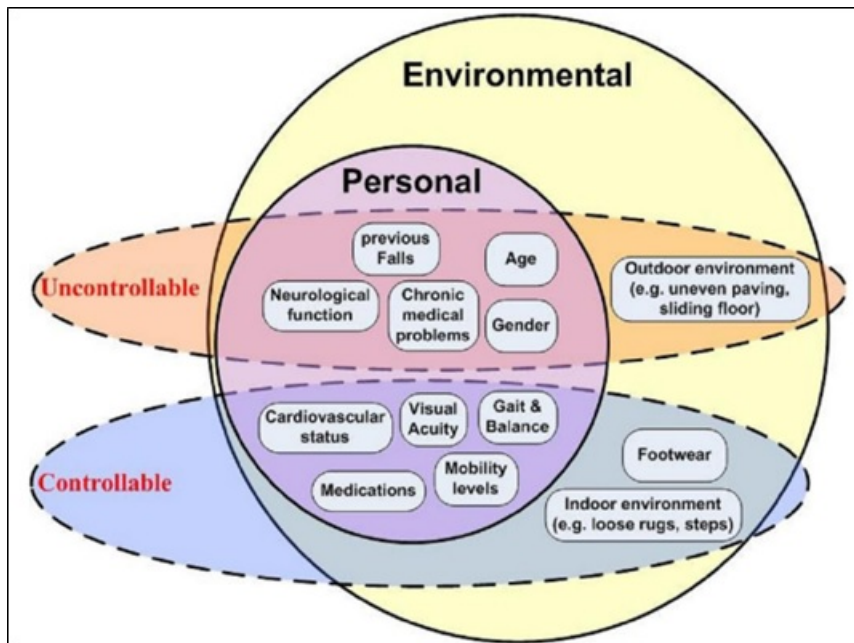 Environmental
Personal
previous
Falls
Age
Uncontrollable
Neurological
function
Chronic
medical
problems
Gender
Outdoor environment
(e.g. uneven paving,
sliding floor)
Cardiovascular
status
Visual
Acuity
Gait &
Balance
Controllable
Medications
Mobility
levels
Footwear
Indoor environment
(e.g. loose rugs, steps)